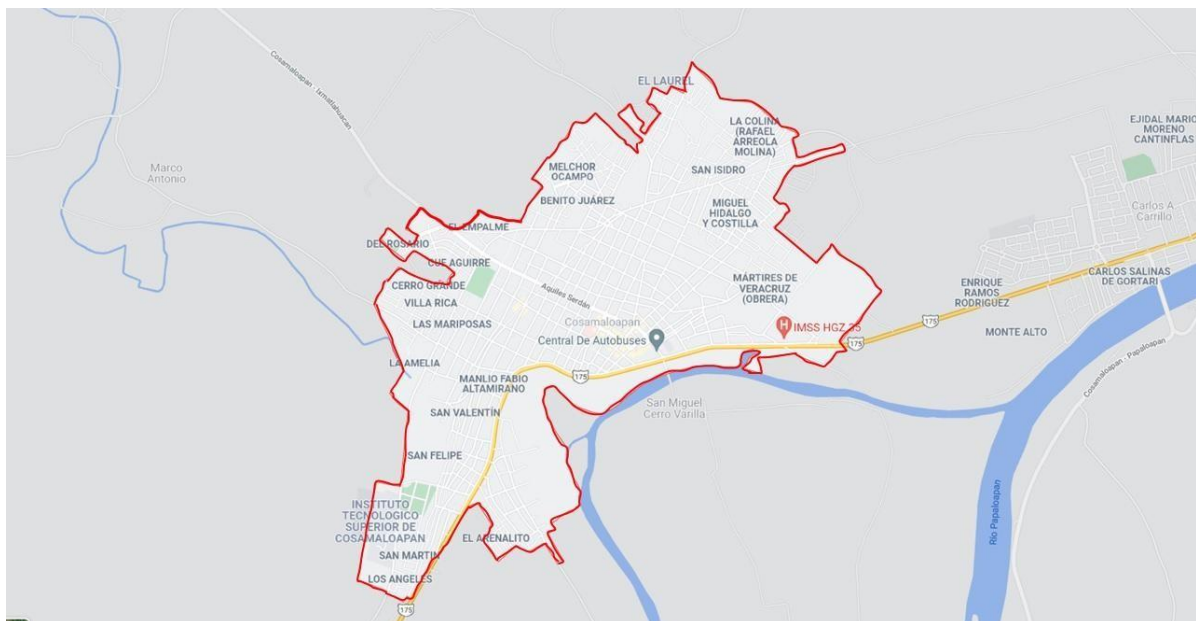 EL LAUREL
Cosamaloapan - Ixmatlahuacan
LA COLINA
(RAFAEL
ARREOLA
MOLINA)
EJIDAL MARIO
MORENO
CANTINFLAS
Marco
Antonio
MELCHOR
OCAMPO
SAN ISIDRO
BENITO JUÁREZ
MIGUEL
HIDALGO
Y COSTILLA
Carlos A
Carrillo
EL EMPALME
DEL ROSARIO
CUE AGUIRRE
CERRO GRANDE
VILLA RICA
Aquiles Serdán
MÁRTIRES DE
VERACRUZ
(OBRERA)
ENRIQUE
RAMOS
RODRIGUEZ
CARLOS SALINAS
DE GORTARI
LAS MARIPOSAS
Cosamaloapan
Central De Autobuses
H
IMSS HGZ 35
175
175
MONTE ALTO
LA AMELIA
MANLIO FABIO
ALTAMIRANO
175
Cosamaloapan - Papaloapan
SAN VALENTÍN
San Miguel
Cerro Varilla
SAN FELIPE
INSTITUTO
TECNOLOGICO
SUPERIOR DE
COSAMALOAPAN
Río Papaloapan
EL ARENALITO
SAN MARTIN
LOS ANGELES
175